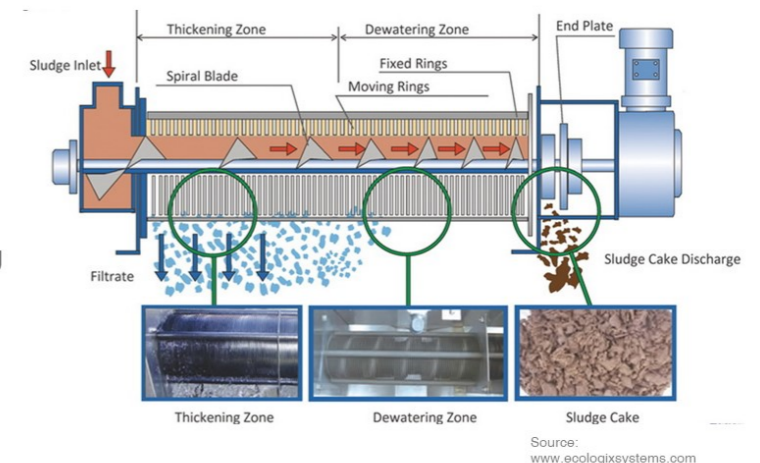 Thickening Zone
Dewatering Zone
End Plate
Sludge Inlet
Spiral Blade
Fixed Rings
Moving Rings
Filtrate
Sludge Cake Discharge
Thickening Zone
Dewatering Zone
Sludge Cake
Source:
www.ecologixsystems.com